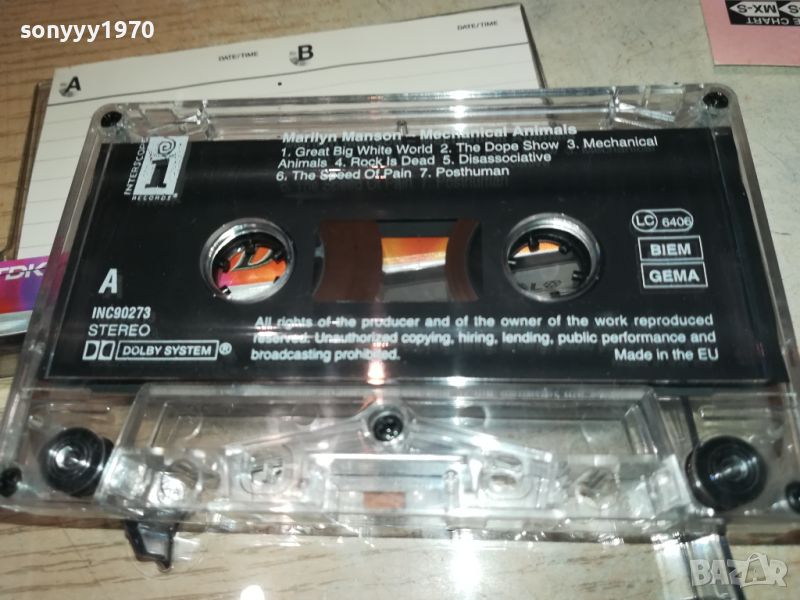 sonyyy1970
DATE/TIME
DATE/TIME
A
B
E CHART
MX-S
TDK
INTERSCOPE
RECORDS
Marilyn Manson - Mechanical Animals
1. Great Big White World 2. The Dope Show 3. Mechanical
Animals 4. Rock Is Dead 5. Disassociative
6. The Speed Of Pain 7. Posthuman
LC 6406
BIEM
GEMA
A
INC90273
STEREO
DOLBY SYSTEM®
All rights of the producer and of the owner of the work reproduced
reserved. Unauthorized copying, hiring, lending, public performance and
broadcasting prohibited.
Made in the EU
BAZAR